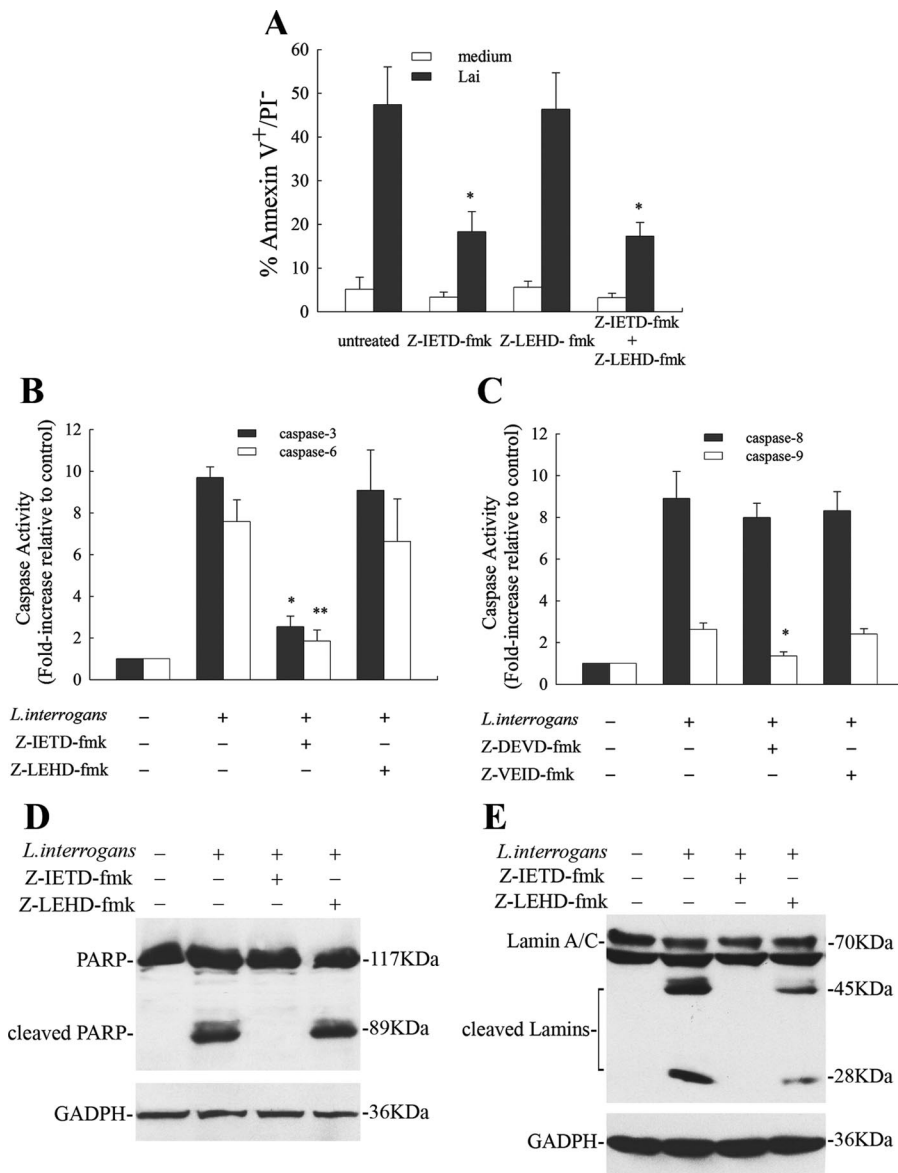 A
% Annexin V+/PI-
60
50
40
30
20
10
0
medium
Lai
*
*
untreated
Z-IETD-fmk
Z-LEHD- fmk
Z-IETD-fmk
+
Z-LEHD-fmk
B
Caspase Activity
(Fold-increase relative to control)
12
10
8
6
4
2
0
caspase-3
caspase-6
*
**
L.interrogans – + + +
Z-IETD-fmk – – + –
Z-LEHD-fmk – – – +
C
Caspase Activity
(Fold-increase relative to control)
12
10
8
6
4
2
0
caspase-8
caspase-9
*
L.interrogans – + + +
Z-DEVD-fmk – – + –
Z-VEID-fmk – – – +
D
L.interrogans – + + +
Z-IETD-fmk – – + –
Z-LEHD-fmk – – – +
PARP- -117KDa
cleaved PARP- -89KDa
GADPH- -36KDa
E
L.interrogans – + + +
Z-IETD-fmk – – + –
Z-LEHD-fmk – – – +
Lamin A/C- -70KDa
-45KDa
cleaved Lamins-
-28KDa
GADPH- -36KDa